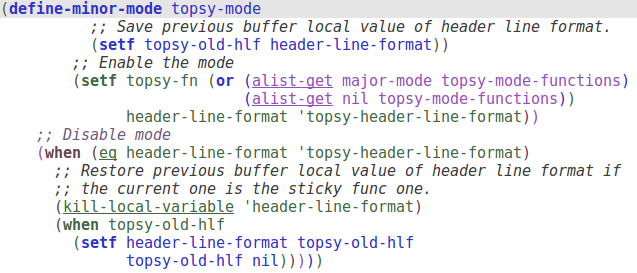 (define-minor-mode topsy-mode
;; Save previous buffer local value of header line format.
(setf topsy-old-hlf header-line-format))
;; Enable the mode
(setf topsy-fn (or (alist-get major-mode topsy-mode-functions)
(alist-get nil topsy-mode-functions))
header-line-format 'topsy-header-line-format))
;; Disable mode
(when (eq header-line-format 'topsy-header-line-format)
;; Restore previous buffer local value of header line format if
;; the current one is the sticky func one.
(kill-local-variable 'header-line-format)
(when topsy-old-hlf
(setf header-line-format topsy-old-hlf
topsy-old-hlf nil)))))